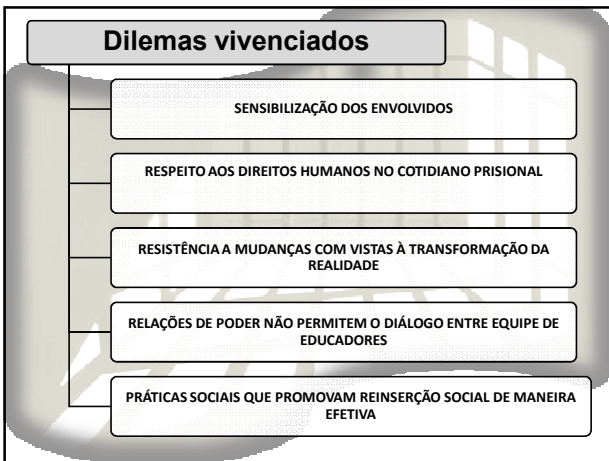 Dilemas vivenciados
SENSIBILIZAÇÃO DOS ENVOLVIDOS
RESPEITO AOS DIREITOS HUMANOS NO COTIDIANO PRISIONAL
RESISTÊNCIA A MUDANÇAS COM VISTAS À TRANSFORMAÇÃO DA
REALIDADE
RELAÇÕES DE PODER NÃO PERMITEM O DIÁLOGO ENTRE EQUIPE DE
EDUCADORES
PRÁTICAS SOCIAIS QUE PROMOVAM REINSERÇÃO SOCIAL DE MANEIRA
EFETIVA